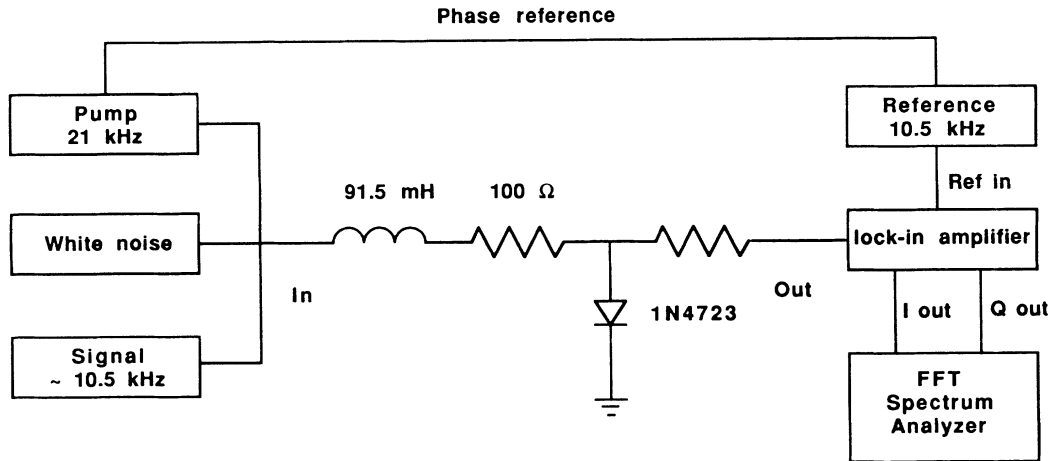 Phase reference
Pump
21 kHz
Reference
10.5 kHz
Ref in
91.5 mH
100 Ω
White noise
lock-in amplifier
In
Out
1N4723
I out
Q out
Signal
~ 10.5 kHz
FFT
Spectrum
Analyzer